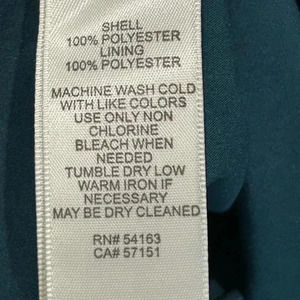 SHELL
100% POLYESTER
LINING
100% POLYESTER
MACHINE WASH COLD
WITH LIKE COLORS
USE ONLY NON
CHLORINE
BLEACH WHEN
NEEDED
TUMBLE DRY LOW
WARM IRON IF
NECESSARY
MAY BE DRY CLEANED
RN# 54163
CA# 57151